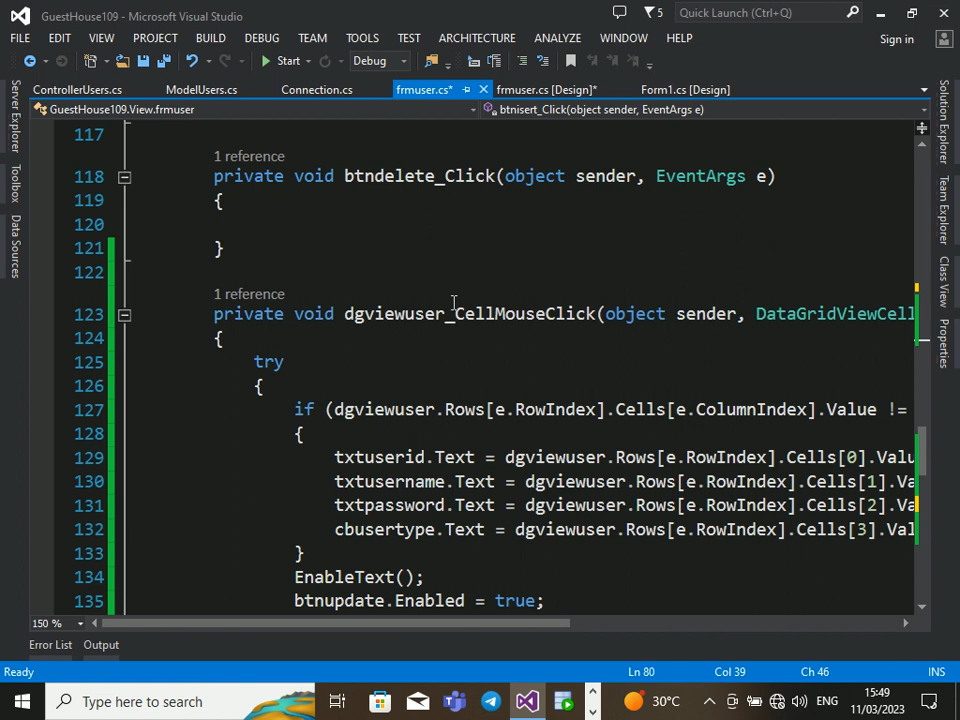 GuestHouse109 - Microsoft Visual Studio
5
Quick Launch (Ctrl+Q)
FILE EDIT VIEW PROJECT BUILD DEBUG TEAM TOOLS TEST ARCHITECTURE ANALYZE WINDOW HELP
Sign in
Start Debug
Server Explorer
Toolbox
Data Sources
ControllerUsers.cs ModelUsers.cs Connection.cs frmuser.cs* frmuser.cs [Design]* Form1.cs [Design]
GuestHouse109.View.frmuser btnisert_Click(object sender, EventArgs e)
117
1 reference
118 private void btndelete_Click(object sender, EventArgs e)
119 {
120
121 }
122
1 reference
123 private void dgviewuser_CellMouseClick(object sender, DataGridViewCell
124 {
125 try
126 {
127 if (dgviewuser.Rows[e.RowIndex].Cells[e.ColumnIndex].Value !=
128 {
129 txtuserid.Text = dgviewuser.Rows[e.RowIndex].Cells[0].Valu
130 txtusername.Text = dgviewuser.Rows[e.RowIndex].Cells[1].Va
131 txtpassword.Text = dgviewuser.Rows[e.RowIndex].Cells[2].Va
132 cbusertype.Text = dgviewuser.Rows[e.RowIndex].Cells[3].Val
133 }
134 EnableText();
135 btnupdate.Enabled = true;
Solution Explorer
Team Explorer
Class View
Properties
150 %
Error List Output
Ready Ln 80 Col 39 Ch 46 INS
Type here to search
30°C
ENG
15:49
11/03/2023